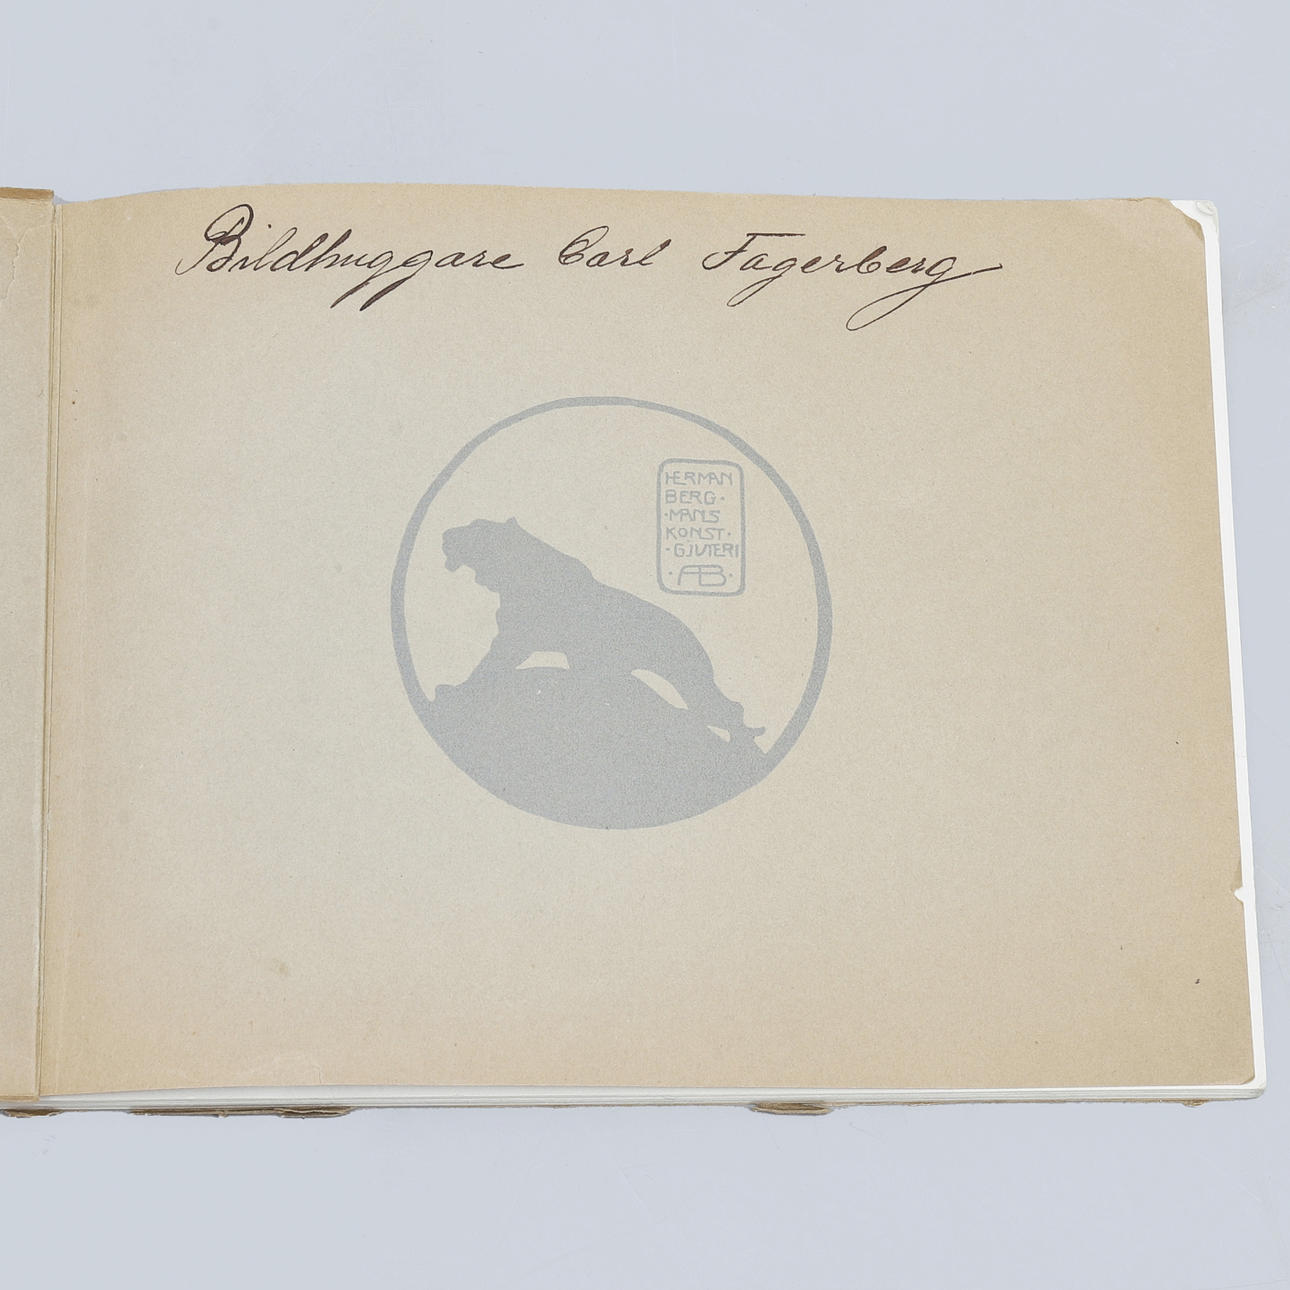 Bildhuggare Carl Fagerberg
HERMAN
BERG·
·MANS
KONST·
·GJUTERI
·AB·